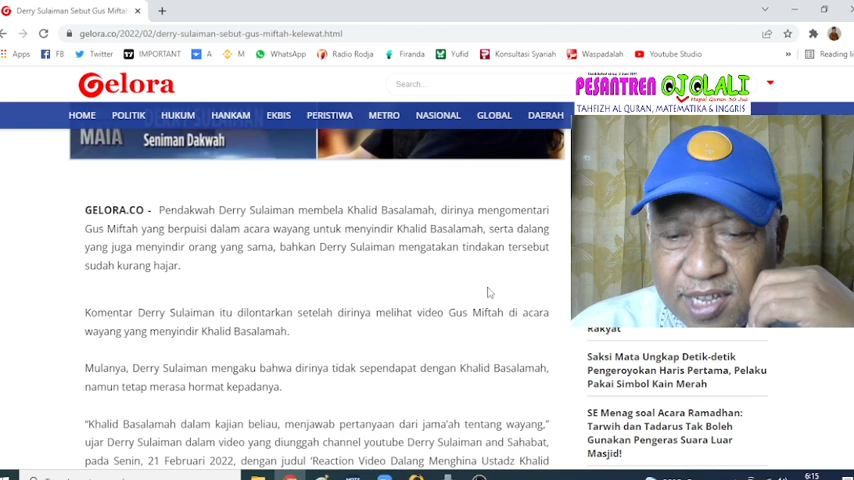 Derry Sulaiman Sebut Gus Miftah
gelora.co/2022/02/derry-sulaiman-sebut-gus-miftah-kelewat.html
Apps FB Twitter IMPORTANT A M WhatsApp Radio Rodja Firanda Yufid Konsultasi Syariah Waspadalah YouTube Studio » Reading
Gelora
Search...
PESANTREN OJOLALI
Hapal Quran 30 Juz
TAHFIZH AL QURAN, MATEMATIKA & INGGRIS
HOME POLITIK HUKUM HANKAM EKBIS PERISTIWA METRO NASIONAL GLOBAL DAERAH
MAIA
Seniman Dakwah
GELORA.CO - Pendakwah Derry Sulaiman membela Khalid Basalamah, dirinya mengomentari
Gus Miftah yang berpuisi dalam acara wayang untuk menyindir Khalid Basalamah, serta dalang
yang juga menyindir orang yang sama, bahkan Derry Sulaiman mengatakan tindakan tersebut
sudah kurang hajar.
Komentar Derry Sulaiman itu dilontarkan setelah dirinya melihat video Gus Miftah di acara
wayang yang menyindir Khalid Basalamah.
Mulanya, Derry Sulaiman mengaku bahwa dirinya tidak sependapat dengan Khalid Basalamah,
namun tetap merasa hormat kepadanya.
“Khalid Basalamah dalam kajian beliau, menjawab pertanyaan dari jama'ah tentang wayang,”
ujar Derry Sulaiman dalam video yang diunggah channel youtube Derry Sulaiman and Sahabat,
pada Senin, 21 Februari 2022, dengan judul ‘Reaction Video Dalang Menghina Ustadz Khalid
Rakyat
Saksi Mata Ungkap Detik-detik
Pengeroyokan Haris Pertama, Pelaku
Pakai Simbol Kain Merah
SE Menag soal Acara Ramadhan:
Tarwih dan Tadarus Tak Boleh
Gunakan Pengeras Suara Luar
Masjid!
6:15